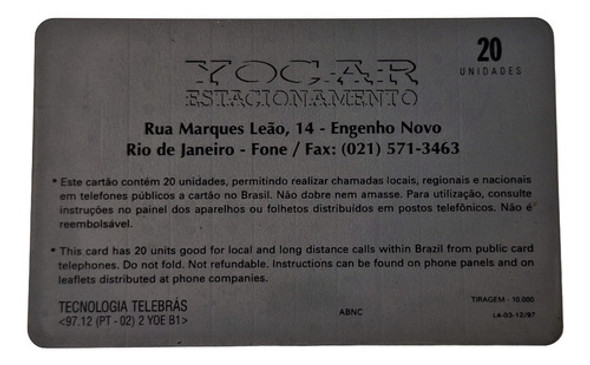 YOGAR
ESTACIONAMENTO
20
UNIDADES
Rua Marques Leão, 14 - Engenho Novo
Rio de Janeiro - Fone / Fax: (021) 571-3463
* Este cartão contém 20 unidades, permitindo realizar chamadas locais, regionais e nacionais
em telefones públicos a cartão no Brasil. Não dobre nem amasse. Para utilização, consulte
instruções no painel dos aparelhos ou folhetos distribuídos em postos telefônicos. Não é
reembolsável.
* This card has 20 units good for local and long distance calls within Brazil from public card
telephones. Do not fold. Not refundable. Instructions can be found on phone panels and on
leaflets distributed at phone companies.
TECNOLOGIA TELEBRÁS
<97.12 (PT - 02) 2 YOE B1>
ABNC
TIRAGEM - 10.000
LA-03-12/97